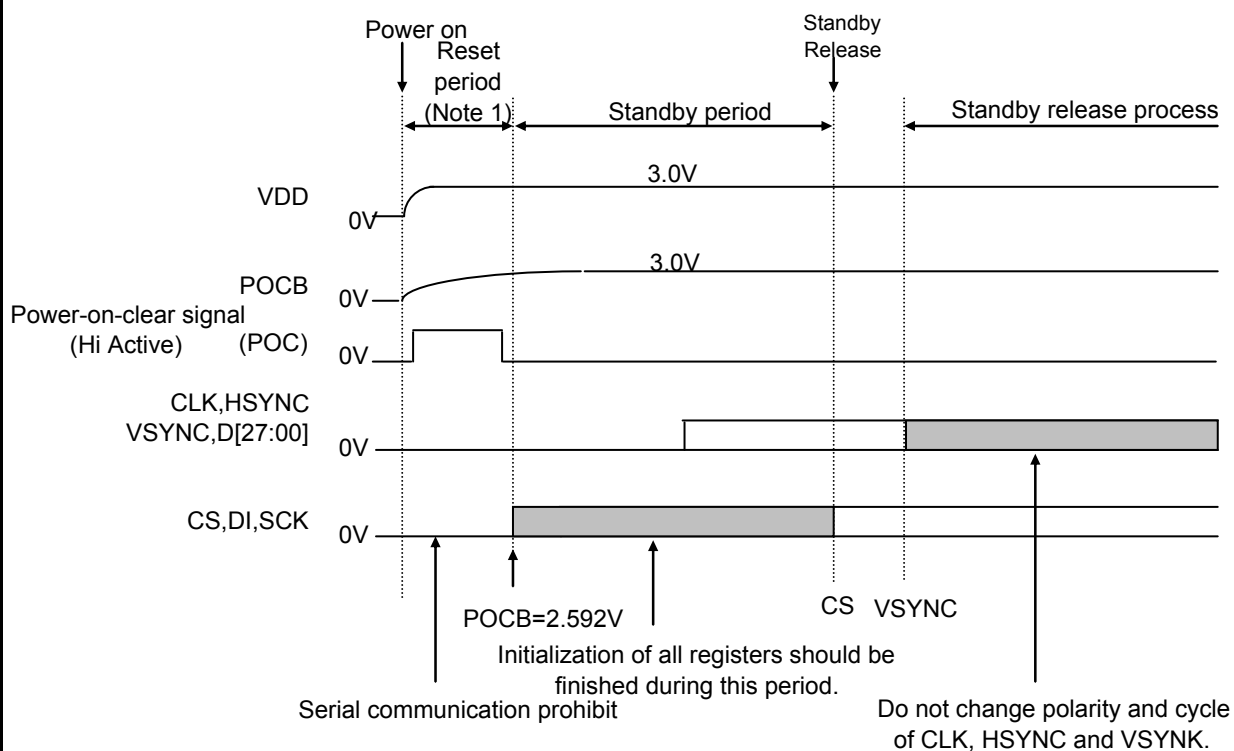 Power on
Reset
period
(Note 1)
Standby
Release
Standby period
Standby release process
VDD
0V
3.0V
POCB
0V
3.0V
Power-on-clear signal
(Hi Active)
(POC)
0V
CLK,HSYNC
VSYNC,D[27:00]
0V
CS,DI,SCK
0V
POCB=2.592V
CS
VSYNC
Initialization of all registers should be
finished during this period.
Serial communication prohibit
Do not change polarity and cycle
of CLK, HSYNC and VSYNK.